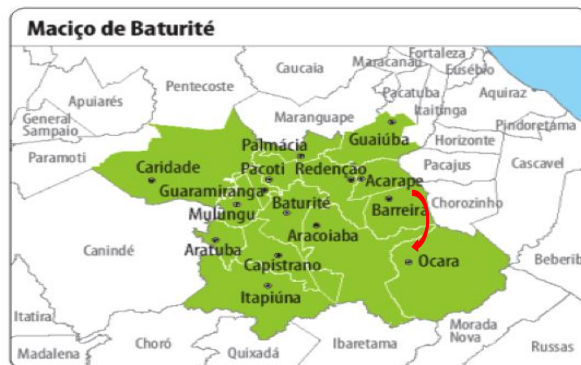 Maciço de Baturité
Fortaleza
Caucaia
Maracanau
Eusébio
Pentecoste
Apuiarés
Pacatuba
Aquiraz
Itaitinga
General
Sampaio
Maranguape
Pindoretama
Guaiúba
Horizonte
Palmácia
Paramoti
Caridade
Pacoti
Redenção
Pacajus
Cascavel
Acarape
Guaramiranga
Baturité
Barreira
Chorozinho
Mulungu
Aracoiaba
Canindé
Aratuba
Capistrano
Ocara
Beberib
Itapiúna
Itatira
Morada
Nova
Madalena
Choró
Quixadá
Ibaretama
Russas